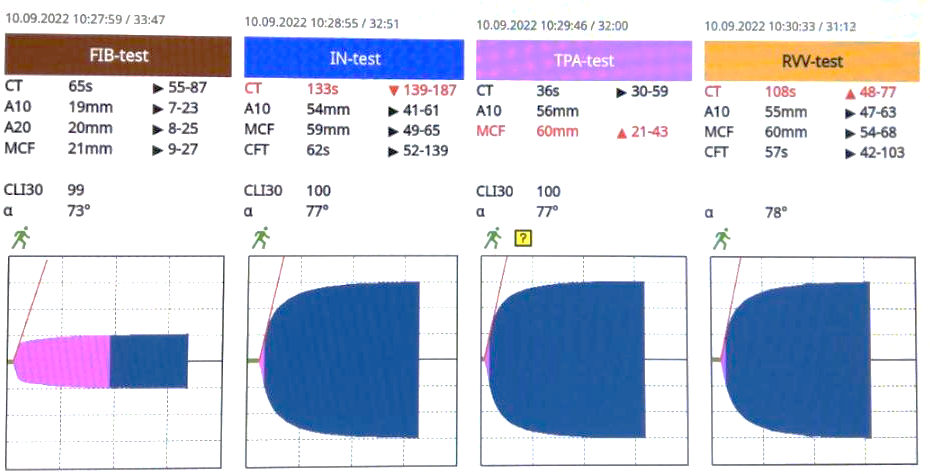 10.09.2022 10:27:59 / 33:47
FIB-test
CT 65s ▶ 55-87
A10 19mm ▶ 7-23
A20 20mm ▶ 8-25
MCF 21mm ▶ 9-27
CLI30 99
α 73°
10.09.2022 10:28:55 / 32:51
IN-test
CT 133s ▼ 139-187
A10 54mm ▶ 41-61
MCF 59mm ▶ 49-65
CFT 62s ▶ 52-139
CLI30 100
α 77°
10.09.2022 10:29:46 / 32:00
TPA-test
CT 36s ▶ 30-59
A10 56mm
MCF 60mm ▲ 21-43
CLI30 100
α 77°
?
10.09.2022 10:30:33 / 31:12
RVV-test
CT 108s ▲ 48-77
A10 55mm ▶ 47-63
MCF 60mm ▶ 54-68
CFT 57s ▶ 42-103
α 78°